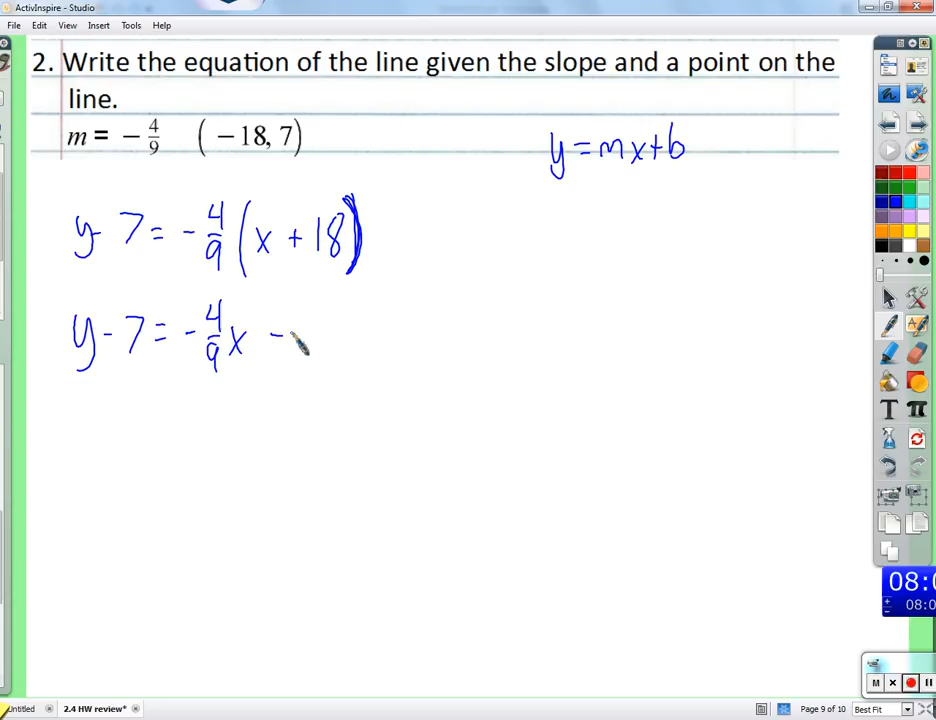 ActivInspire - Studio
File Edit View Insert Tools Help
2. Write the equation of the line given the slope and a point on the
line.
m = - 4/9 (-18, 7)
y = mx+b
y - 7 = - 4/9 (x + 18)
y - 7 = - 4/9 x -
T π
08:0
08:0
M
Untitled 2.4 HW review* Page 9 of 10 Best Fit